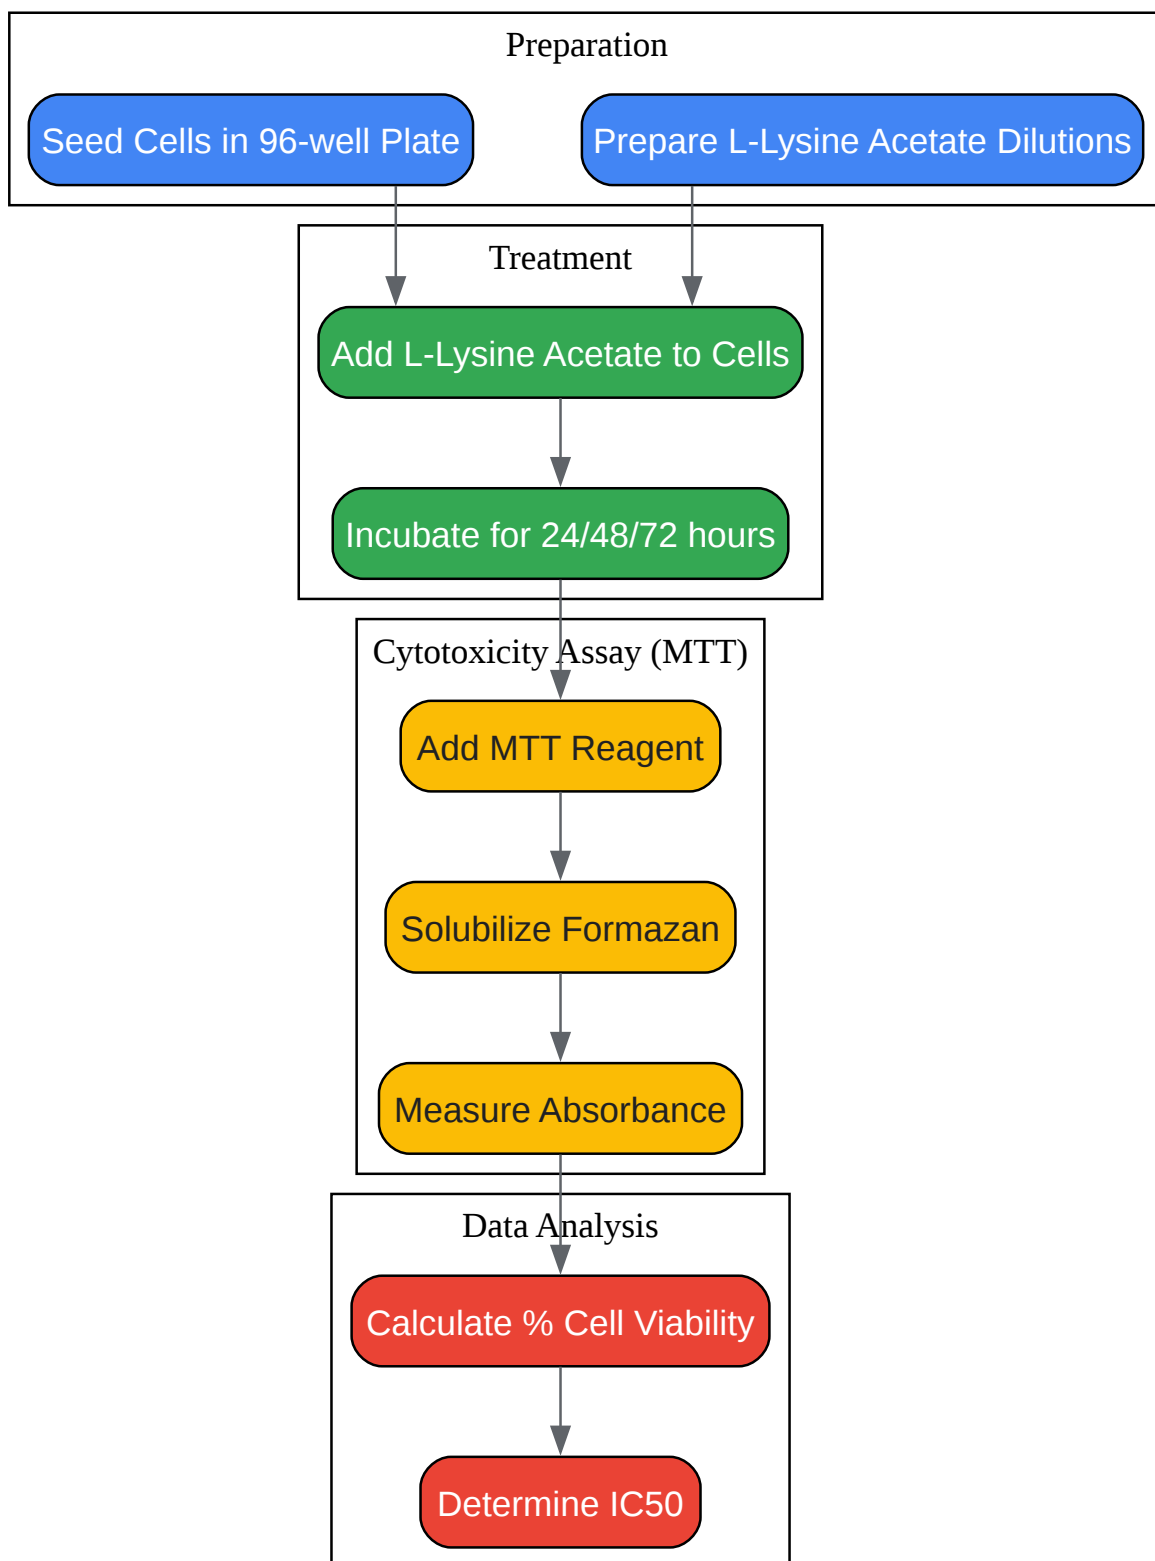 Preparation
Seed Cells in 96-well Plate
Prepare L-Lysine Acetate Dilutions
Treatment
Add L-Lysine Acetate to Cells
Incubate for 24/48/72 hours
Cytotoxicity Assay (MTT)
Add MTT Reagent
Solubilize Formazan
Measure Absorbance
Data Analysis
Calculate % Cell Viability
Determine IC50